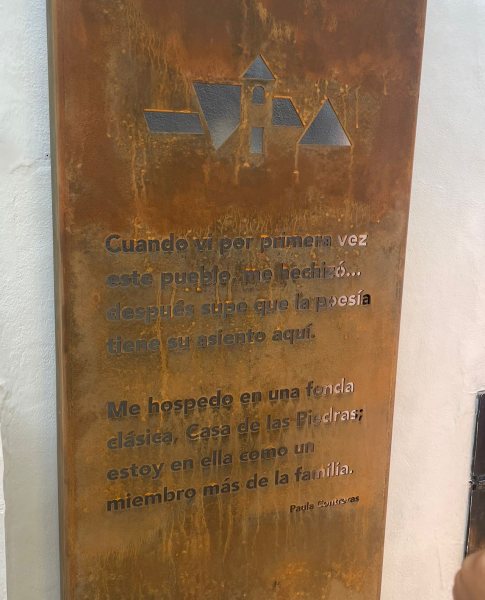 Cuando vi por primera vez
este pueblo me hechizó...
después supe que la poesía
tiene su asiento aquí.
Me hospedo en una fonda
clásica, Casa de las Piedras;
estoy en ella como un
miembro más de la familia.
Paula Contreras